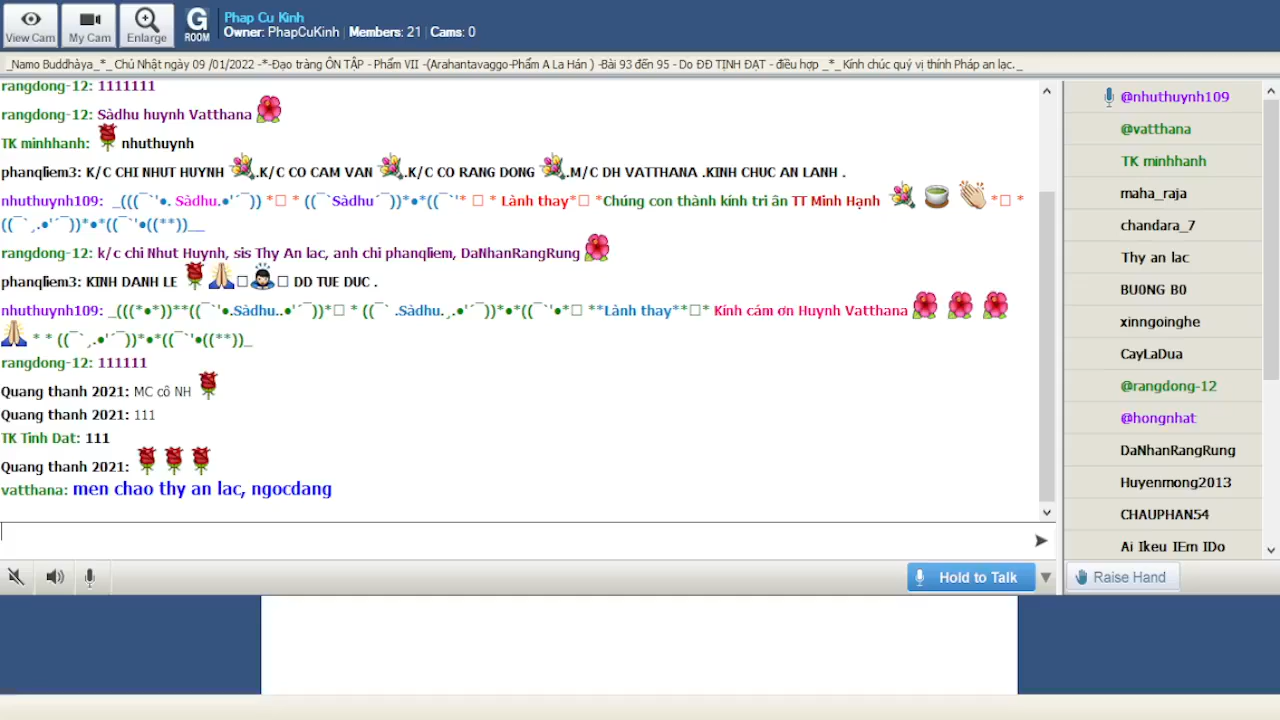 View Cam
My Cam
Enlarge
G
ROOM
Phap Cu Kinh
Owner: PhapCuKinh | Members: 21 | Cams: 0
_Namo Buddhàya_*_ Chủ Nhật ngày 09 /01/2022 -*-Đạo tràng ÔN TẬP - Phẩm VII -(Arahantavaggo-Phẩm A La Hán ) -Bài 93 đến 95 - Do ĐĐ TỊNH ĐẠT - điều hợp _*_ Kính chúc quý vị thính Pháp an lạc._
rangdong-12: 1111111
rangdong-12: Sàdhu huynh Vatthana
TK minhhanh: nhuthuynh
phanqliem3: K/C CHI NHUT HUYNH .K/C CO CAM VAN .K/C CO RANG DONG .M/C DH VATTHANA .KINH CHUC AN LANH .
nhuthuynh109: _(((¯`'•. Sàdhu.•'´¯)) *□ * ((¯`Sàdhu´¯))*•*((¯`'* □ * Lành thay*□ *Chúng con thành kính tri ân TT Minh Hạnh *□ *
((¯`¸.•'´¯))*•*((¯`'•((**))__
rangdong-12: k/c chi Nhut Huynh, sis Thy An lac, anh chi phanqliem, DaNhanRangRung
phanqliem3: KINH DANH LE □ □ DD TUE DUC .
nhuthuynh109: _(((*•*))**((¯`'•.Sàdhu..•'´¯))*□ * ((¯` .Sàdhu.¸.•'´¯))*•*((¯`'•*□ **Lành thay**□* Kính cám ơn Huynh Vatthana
* * ((¯`¸.•'´¯))*•*((¯`'•((**))_
rangdong-12: 111111
Quang thanh 2021: MC cô NH
Quang thanh 2021: 111
TK Tinh Dat: 111
Quang thanh 2021:
vatthana: men chao thy an lac, ngocdang
Hold to Talk
@nhuthuynh109
@vatthana
TK minhhanh
maha_raja
chandara_7
Thy an lac
BU0NG B0
xinngoinghe
CayLaDua
@rangdong-12
@hongnhat
DaNhanRangRung
Huyenmong2013
CHAUPHAN54
Ai Ikeu IEm IDo
Raise Hand